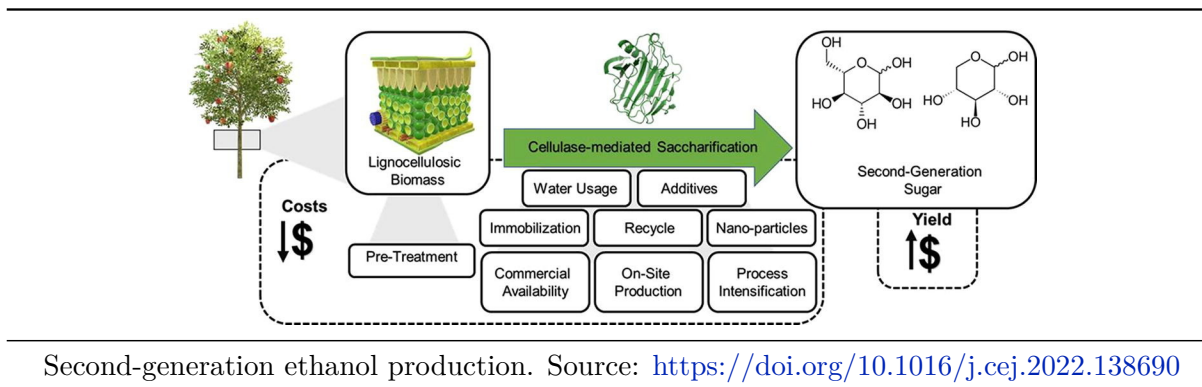 OH
OH
O
OH
HO
OH
OH
O
OH
HO
OH
HO
Lignocellulosic
Biomass
Cellulase-mediated Saccharification
Second-Generation
Sugar
Water Usage
Additives
Costs
$
Immobilization
Recycle
Nano-particles
Yield
$
Pre-Treatment
Commercial
Availability
On-Site
Production
Process
Intensification
Second-generation ethanol production. Source: https://doi.org/10.1016/j.cej.2022.138690